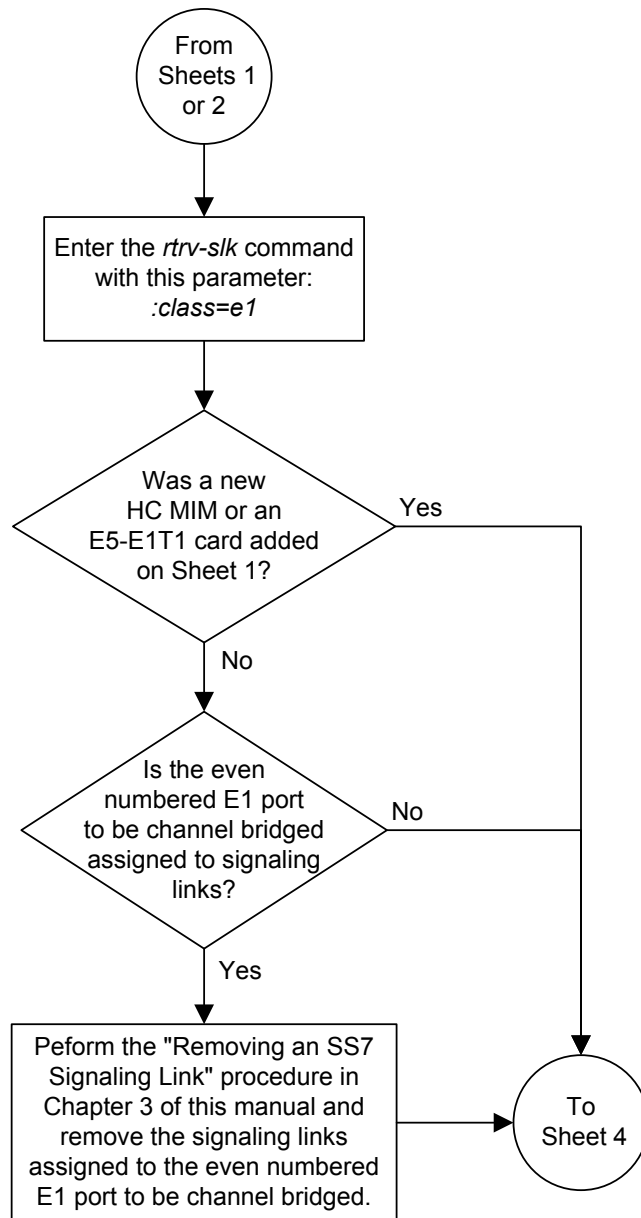 From
Sheets 1
or 2
Enter the rtrv-slk command
with this parameter:
:class=e1
Was a new
HC MIM or an
E5-E1T1 card added
on Sheet 1?
Yes
No
Is the even
numbered E1 port
to be channel bridged
assigned to signaling
links?
No
Yes
Peform the "Removing an SS7
Signaling Link" procedure in
Chapter 3 of this manual and
remove the signaling links
assigned to the even numbered
E1 port to be channel bridged.
To
Sheet 4